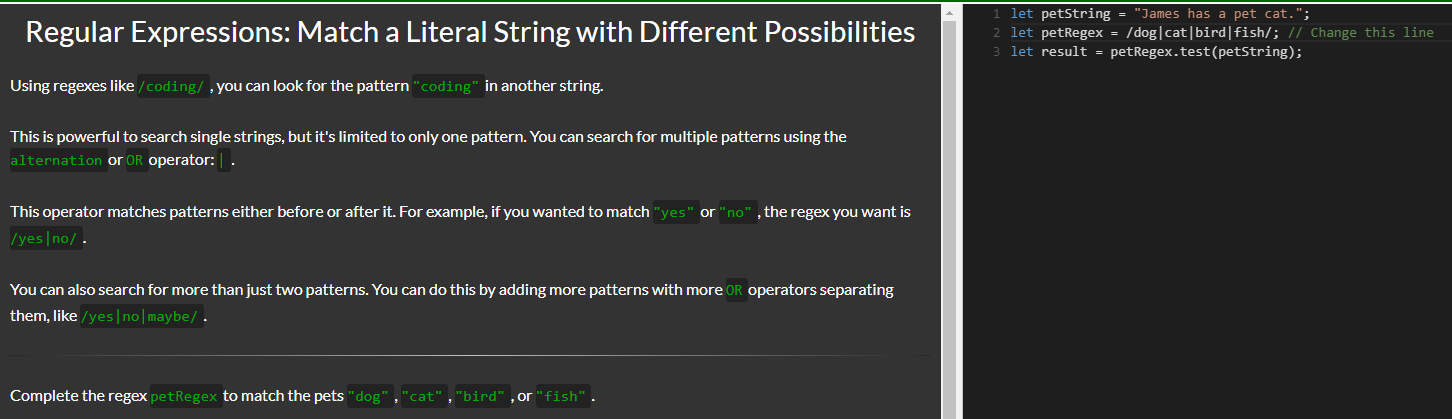 Regular Expressions: Match a Literal String with Different Possibilities
Using regexes like /coding/ , you can look for the pattern "coding" in another string.
This is powerful to search single strings, but it's limited to only one pattern. You can search for multiple patterns using the
alternation or OR operator: | .
This operator matches patterns either before or after it. For example, if you wanted to match "yes" or "no" , the regex you want is
/yes|no/ .
You can also search for more than just two patterns. You can do this by adding more patterns with more OR operators separating
them, like /yes|no|maybe/ .
Complete the regex petRegex to match the pets "dog" , "cat" , "bird" , or "fish" .
1 let petString = "James has a pet cat.";
2 let petRegex = /dog|cat|bird|fish/; // Change this line
3 let result = petRegex.test(petString);